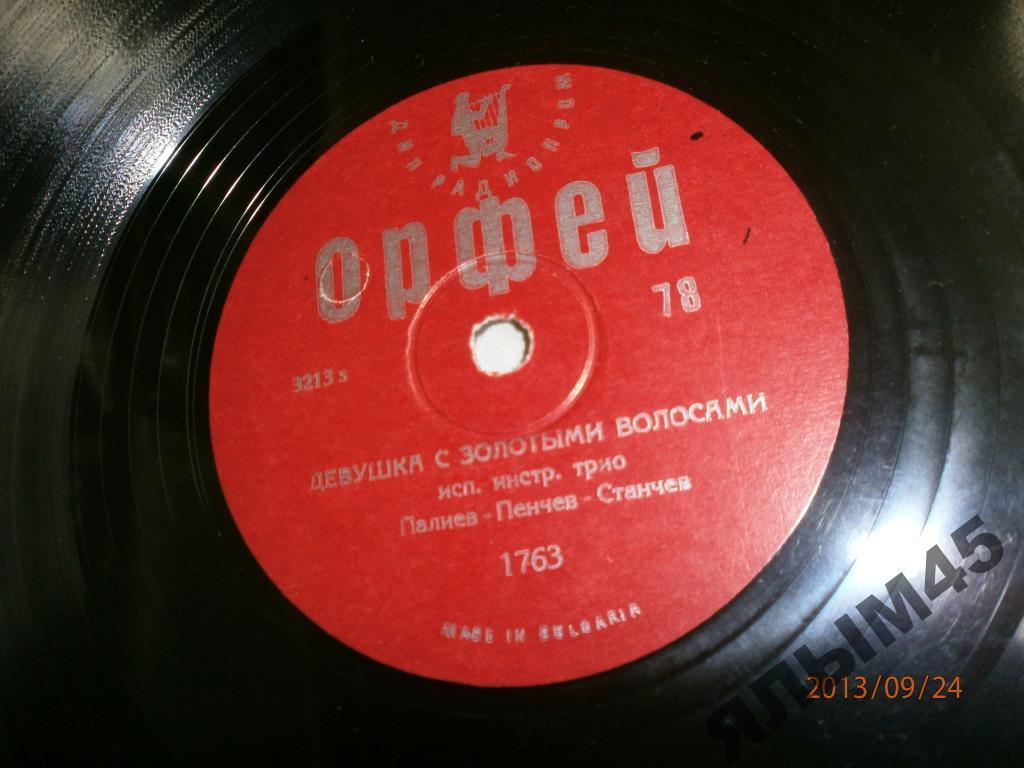 ДИП РАДИОПРОМ
орфей
78
3213 з
ДЕВУШКА С ЗОЛОТЫМИ ВОЛОСАМИ
исп. инстр. трио
Палиев - Пенчев - Станчев
1763
MADE IN BULGARIA
ЯЛЫМ45
2013/09/24